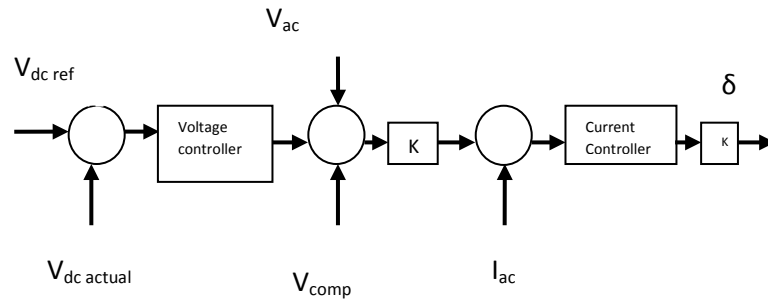 V_ac
V_dc ref
δ
Voltage
controller
K
Current
Controller
K
V_dc actual
V_comp
I_ac